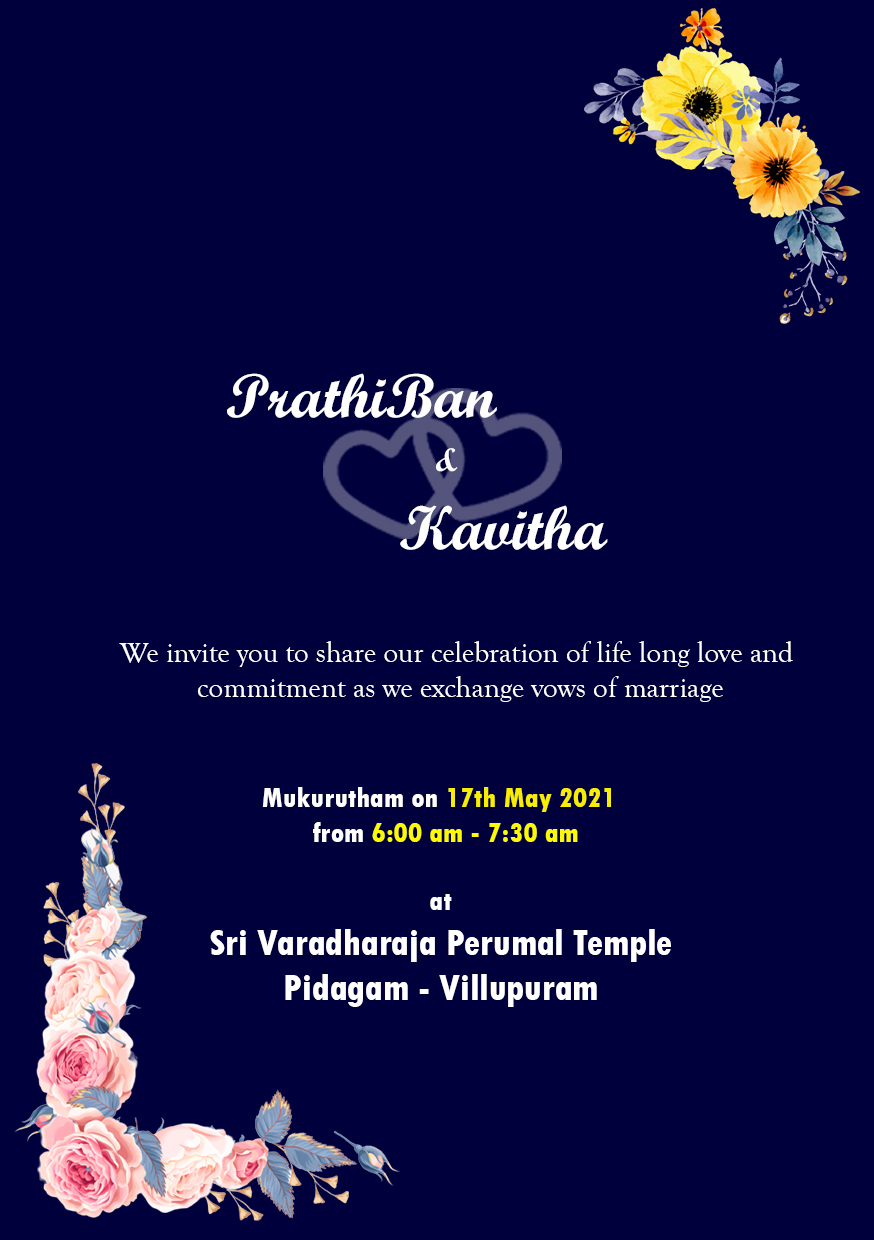 PrathiBan
&
Kavitha
We invite you to share our celebration of life long love and
commitment as we exchange vows of marriage
Mukurutham on 17th May 2021
from 6:00 am - 7:30 am
at
Sri Varadharaja Perumal Temple
Pidagam - Villupuram